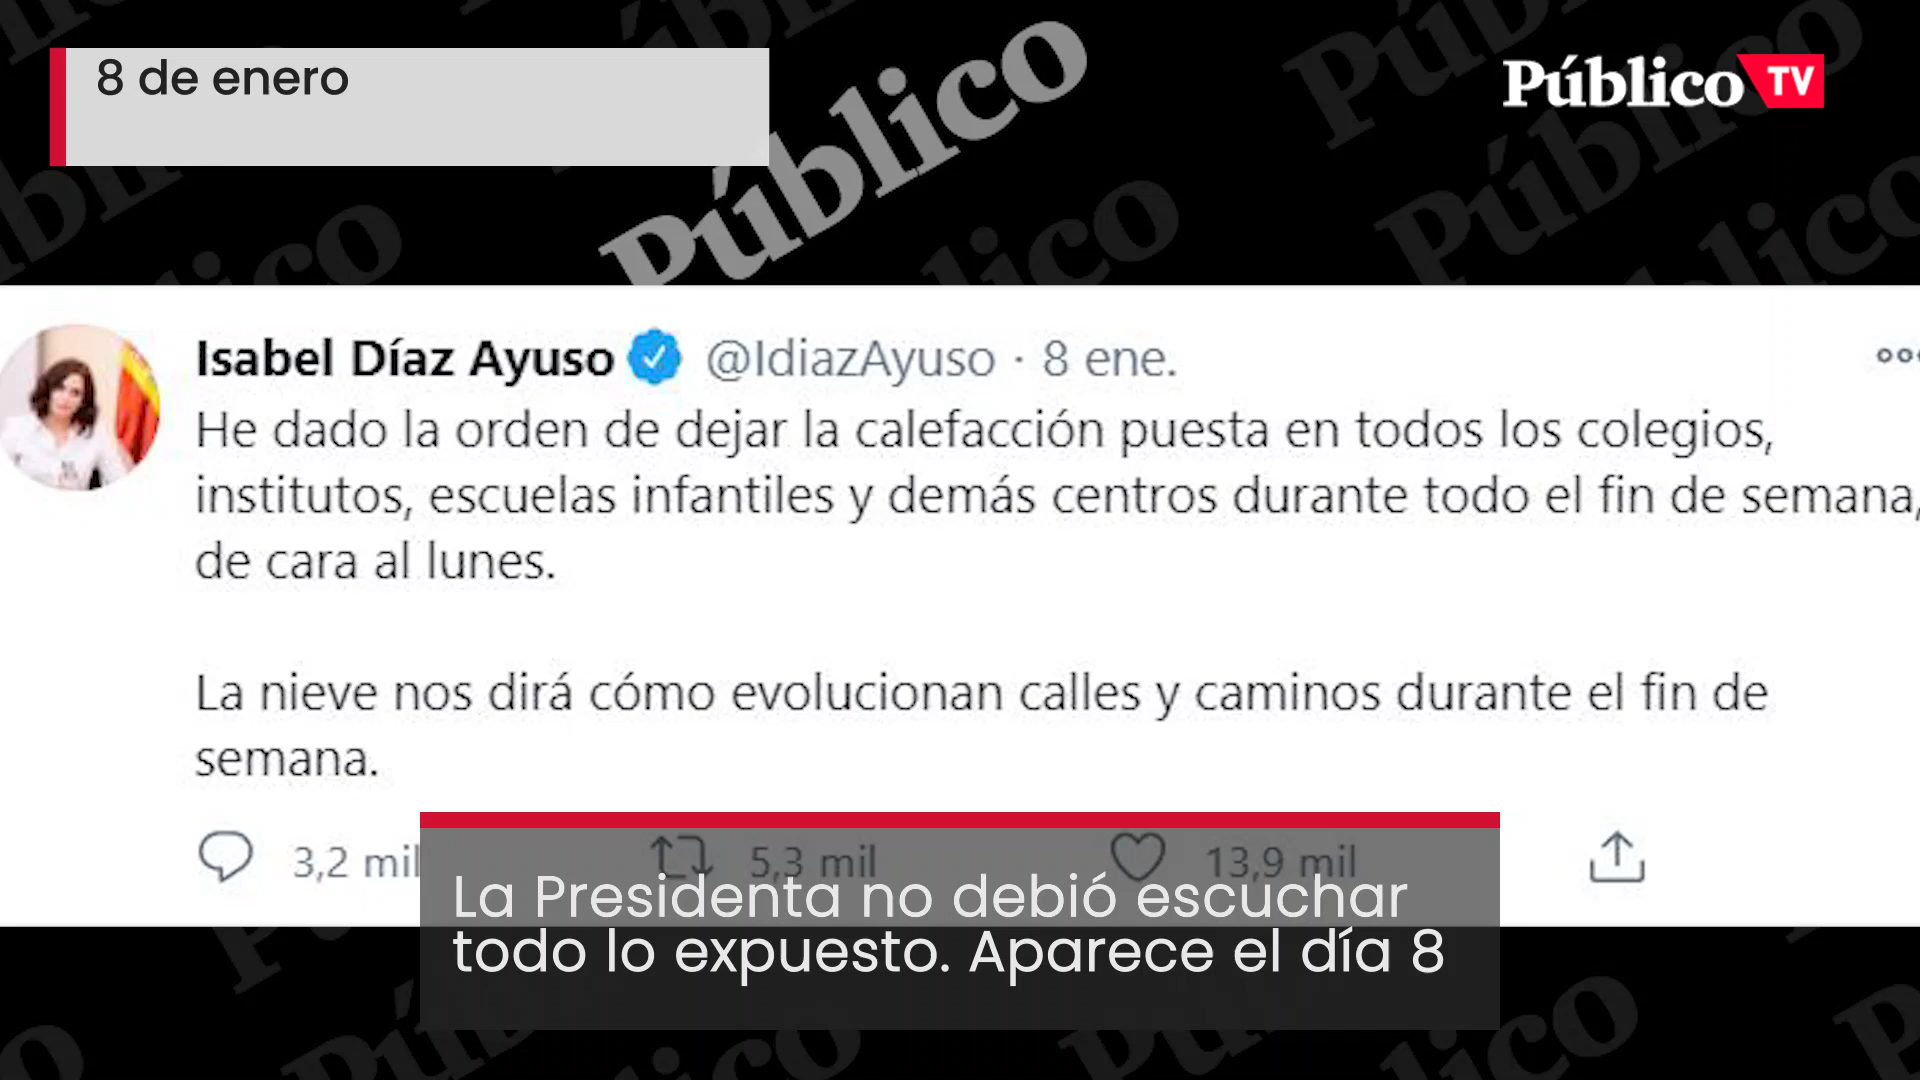 8 de enero
Público TV
Público
Isabel Díaz Ayuso @IdiazAyuso · 8 ene.
He dado la orden de dejar la calefacción puesta en todos los colegios,
institutos, escuelas infantiles y demás centros durante todo el fin de semana,
de cara al lunes.
La nieve nos dirá cómo evolucionan calles y caminos durante el fin de
semana.
3,2 mil 5,3 mil 13,9 mil
La Presidenta no debió escuchar
todo lo expuesto. Aparece el día 8